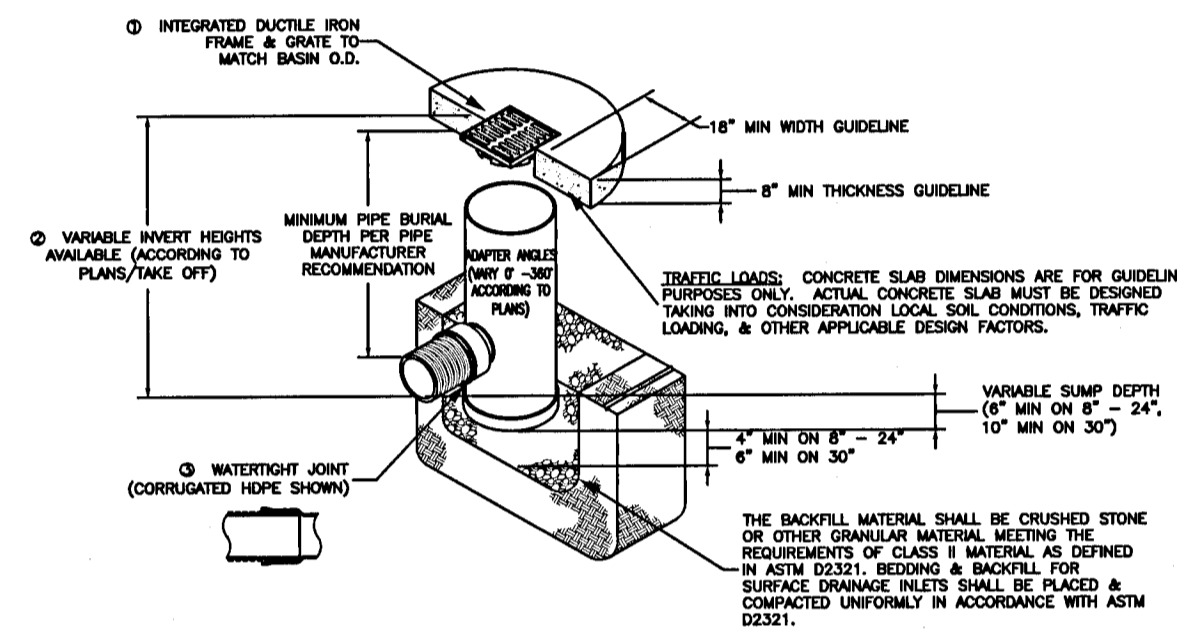 ① INTEGRATED DUCTILE IRON
FRAME & GRATE TO
MATCH BASIN O.D.
18" MIN WIDTH GUIDELINE
8" MIN THICKNESS GUIDELINE
② VARIABLE INVERT HEIGHTS
AVAILABLE (ACCORDING TO
PLANS/TAKE OFF)
MINIMUM PIPE BURIAL
DEPTH PER PIPE
MANUFACTURER
RECOMMENDATION
ADAPTER ANGLES
(VARY 0° -360°
ACCORDING TO
PLANS)
TRAFFIC LOADS: CONCRETE SLAB DIMENSIONS ARE FOR GUIDELIN
PURPOSES ONLY. ACTUAL CONCRETE SLAB MUST BE DESIGNED
TAKING INTO CONSIDERATION LOCAL SOIL CONDITIONS, TRAFFIC
LOADING, & OTHER APPLICABLE DESIGN FACTORS.
VARIABLE SUMP DEPTH
(6" MIN ON 8" - 24",
10" MIN ON 30")
4" MIN ON 8" - 24"
6" MIN ON 30"
③ WATERTIGHT JOINT
(CORRUGATED HDPE SHOWN)
THE BACKFILL MATERIAL SHALL BE CRUSHED STONE
OR OTHER GRANULAR MATERIAL MEETING THE
REQUIREMENTS OF CLASS II MATERIAL AS DEFINED
IN ASTM D2321. BEDDING & BACKFILL FOR
SURFACE DRAINAGE INLETS SHALL BE PLACED &
COMPACTED UNIFORMLY IN ACCORDANCE WITH ASTM
D2321.